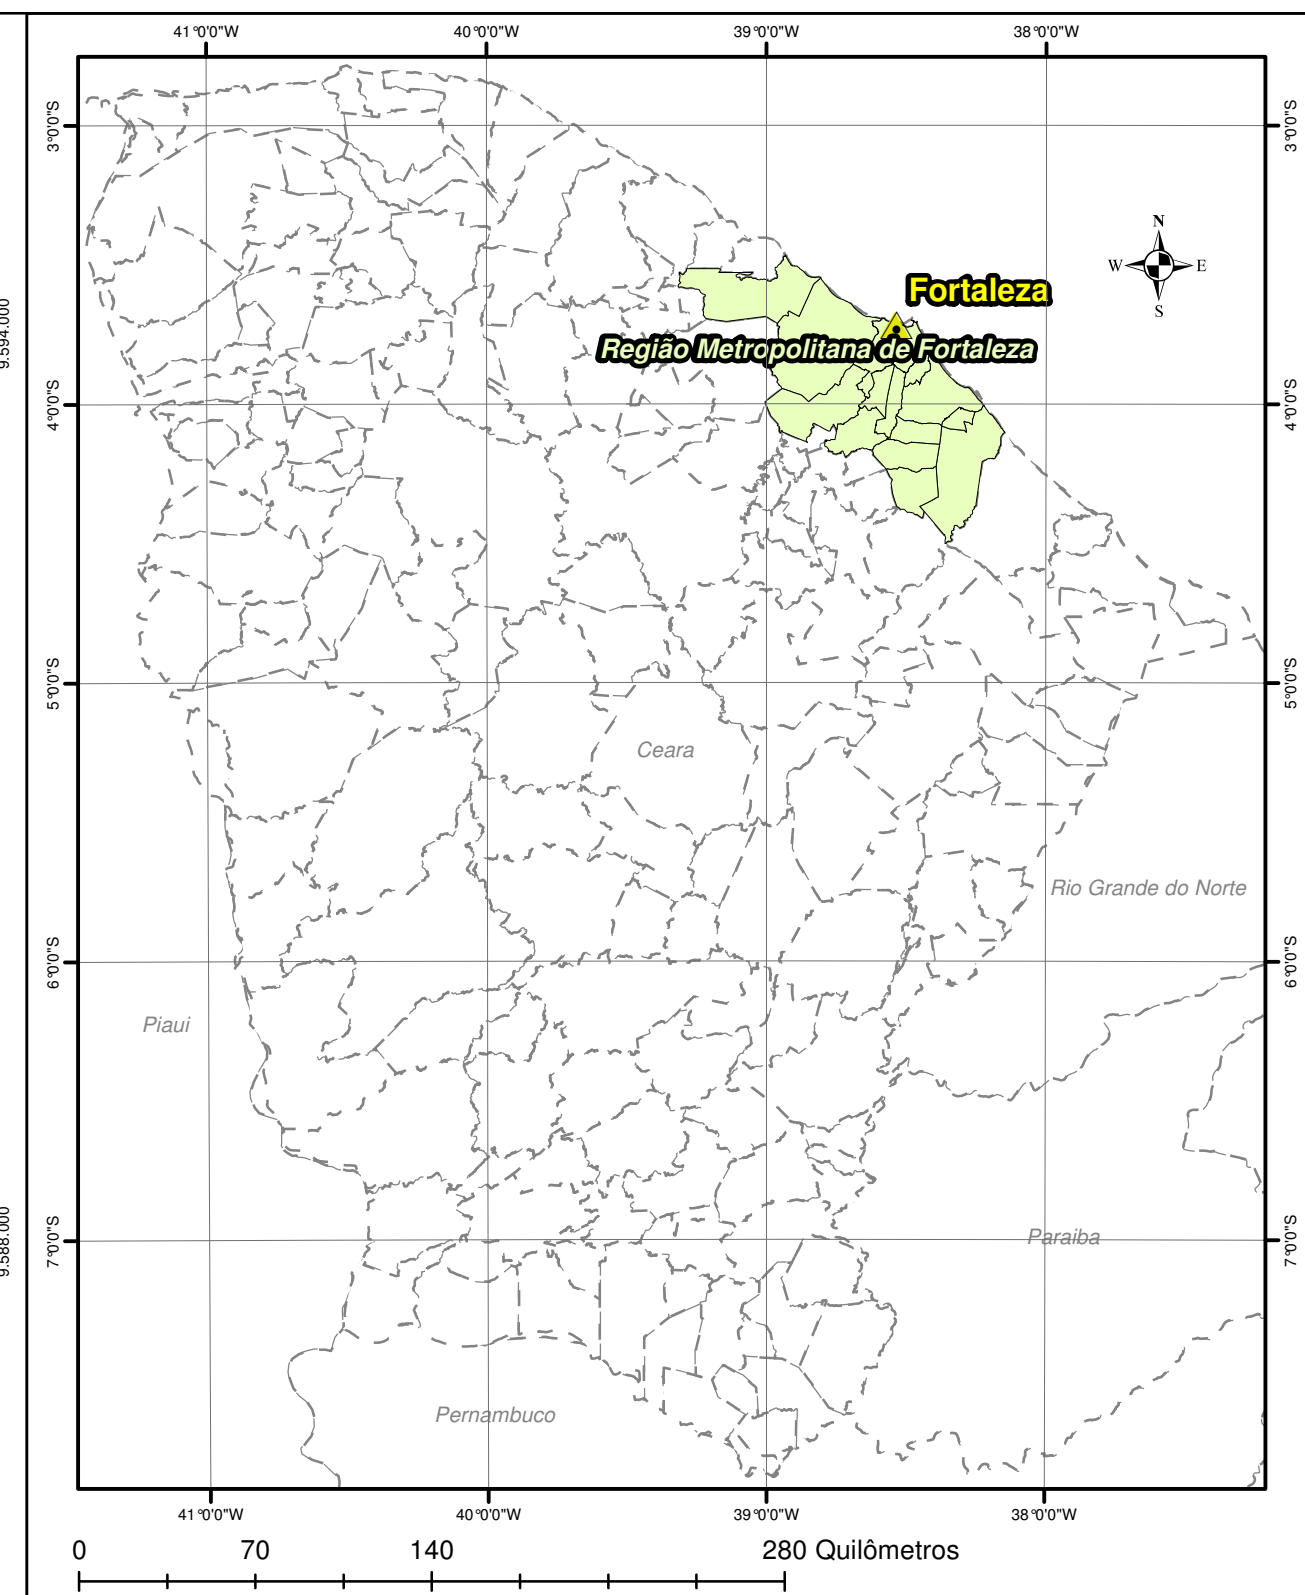 41°0'0"W 40°0'0"W 39°0'0"W 38°0'0"W
3°0'0"S 3°0'0"S
N
W E
S
Fortaleza
9.594.000
Região Metropolitana de Fortaleza
4°0'0"S 4°0'0"S
5°0'0"S 5°0'0"S
Ceara
Rio Grande do Norte
6°0'0"S 6°0'0"S
Piaui
9.588.000
7°0'0"S 7°0'0"S
Paraiba
Pernambuco
41°0'0"W 40°0'0"W 39°0'0"W 38°0'0"W
0 70 140 280 Quilômetros